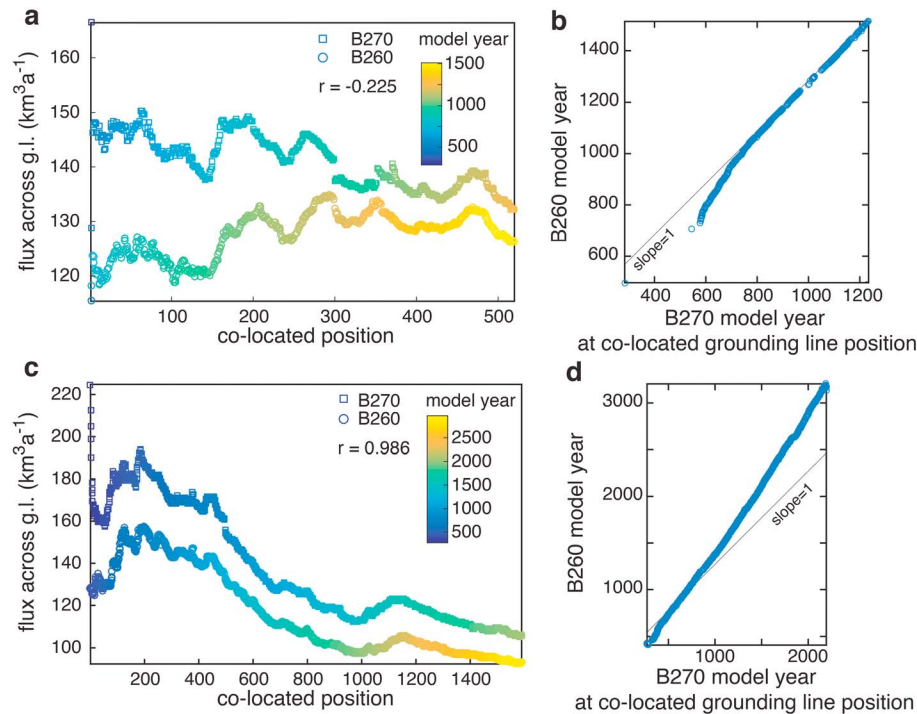 a
flux across g.l. (km³a⁻¹)
160
150
140
130
120
100
200
300
400
500
co-located position
B270
B260
r = -0.225
model year
1500
1000
500
b
B260 model year
1400
1200
1000
800
600
slope=1
400
600
800
1000
1200
B270 model year
at co-located grounding line position
c
flux across g.l. (km³a⁻¹)
220
200
180
160
140
120
100
200
400
600
800
1000
1200
1400
co-located position
B270
B260
r = 0.986
model year
2500
2000
1500
1000
500
d
B260 model year
3000
2000
1000
slope=1
1000
2000
B270 model year
at co-located grounding line position